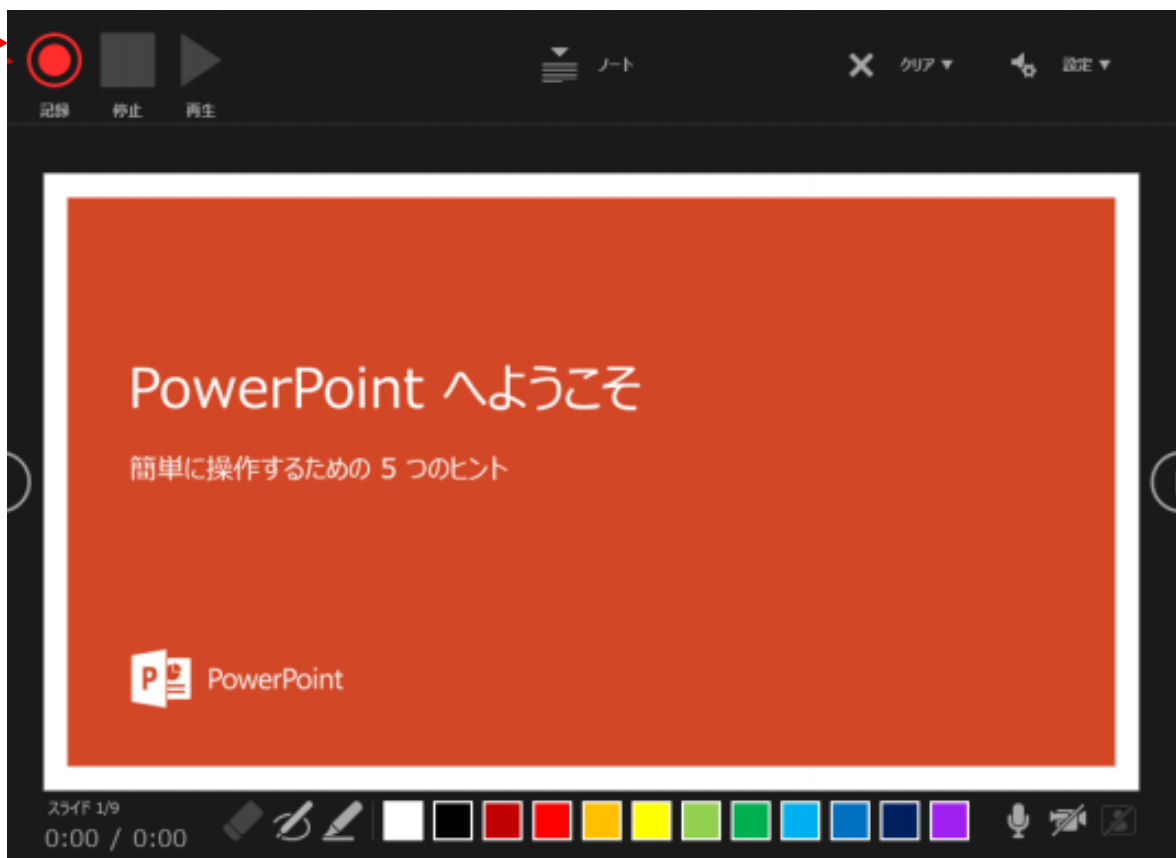 ノート
クリア ▼
設定 ▼
記録
停止
再生
PowerPoint へようこそ
簡単に操作するための 5 つのヒント
P
PowerPoint
スライド 1/9
0:00 / 0:00